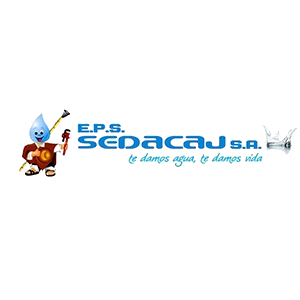 E.P.S.
SEDACAJ S.A.
te damos agua, te damos vida